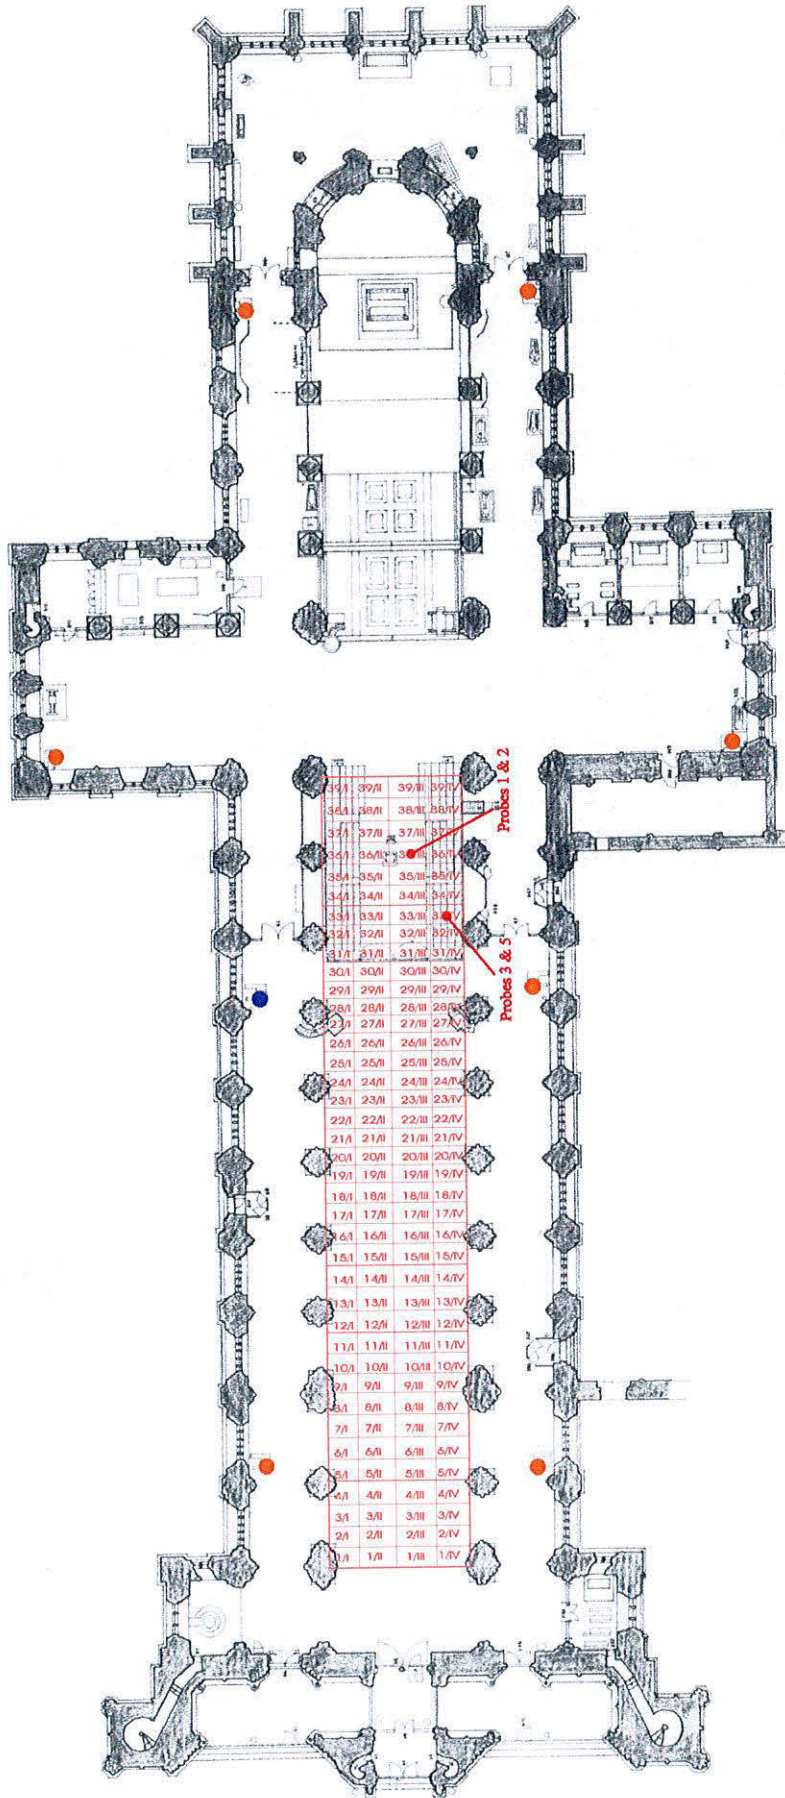 39/I 39/II 39/III 39/IV
38/I 38/II 38/III 38/IV
37/I 37/II 37/III 37/IV
Probes 1 & 2
36/I 36/II 36/IV
35/I 35/II 35/III 35/IV
34/I 34/II 34/III 34/IV
33/I 33/II 33/III
32/I 32/II 32/III 32/IV
31/I 31/II 31/III 31/IV
Probes 3 & 5
30/I 30/II 30/III 30/IV
29/I 29/II 29/III 29/IV
28/I 28/II 28/III 28/IV
27/I 27/II 27/III 27/IV
26/I 26/II 26/III 26/IV
25/I 25/II 25/III 25/IV
24/I 24/II 24/III 24/IV
23/I 23/II 23/III 23/IV
22/I 22/II 22/III 22/IV
21/I 21/II 21/III 21/IV
20/I 20/II 20/III 20/IV
19/I 19/II 19/III 19/IV
18/I 18/II 18/III 18/IV
17/I 17/II 17/III 17/IV
16/I 16/II 16/III 16/IV
15/I 15/II 15/III 15/IV
14/I 14/II 14/III 14/IV
13/I 13/II 13/III 13/IV
12/I 12/II 12/III 12/IV
11/I 11/II 11/III 11/IV
10/I 10/II 10/III 10/IV
9/I 9/II 9/III 9/IV
8/I 8/II 8/III 8/IV
7/I 7/II 7/III 7/IV
6/I 6/II 6/III 6/IV
5/I 5/II 5/III 5/IV
4/I 4/II 4/III 4/IV
3/I 3/II 3/III 3/IV
2/I 2/II 2/III 2/IV
1/I 1/II 1/III 1/IV